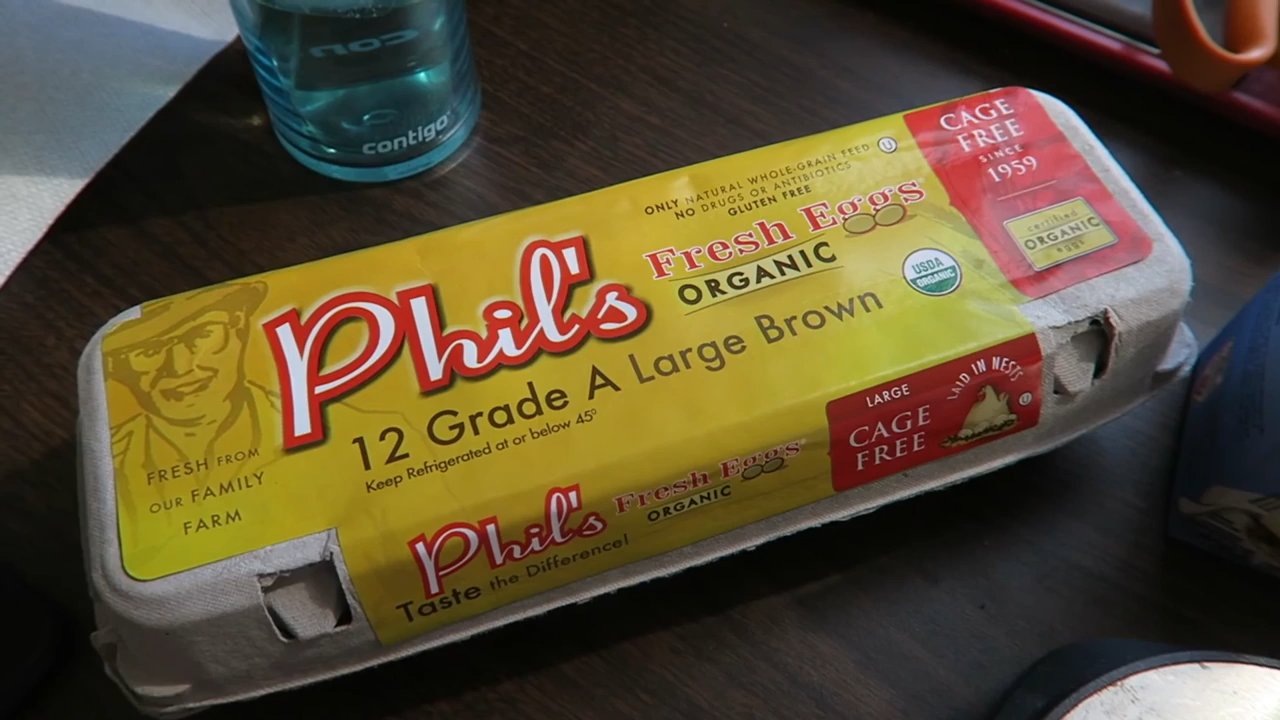 contigo
ONLY NATURAL WHOLE-GRAIN FEED U
NO DRUGS OR ANTIBIOTICS
GLUTEN FREE
Phil's
Fresh Eggs
ORGANIC
USDA
ORGANIC
12 Grade A Large Brown
Keep Refrigerated at or below 45°
CAGE
FREE
SINCE
1959
certified
ORGANIC
eggs
FRESH FROM
OUR FAMILY
FARM
Phil's Fresh Eggs
ORGANIC
Taste the Difference!
LARGE
CAGE
FREE
LAID IN NESTS
U